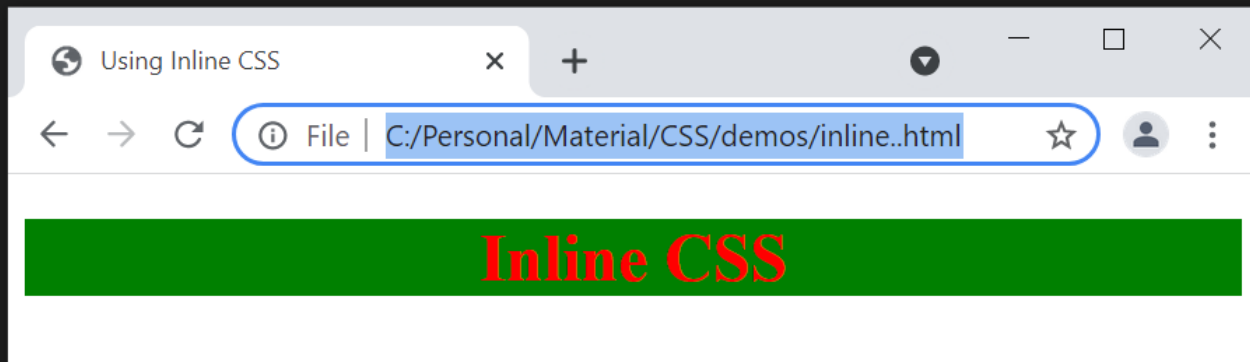 Using Inline CSS
File | C:/Personal/Material/CSS/demos/inline..html
Inline CSS